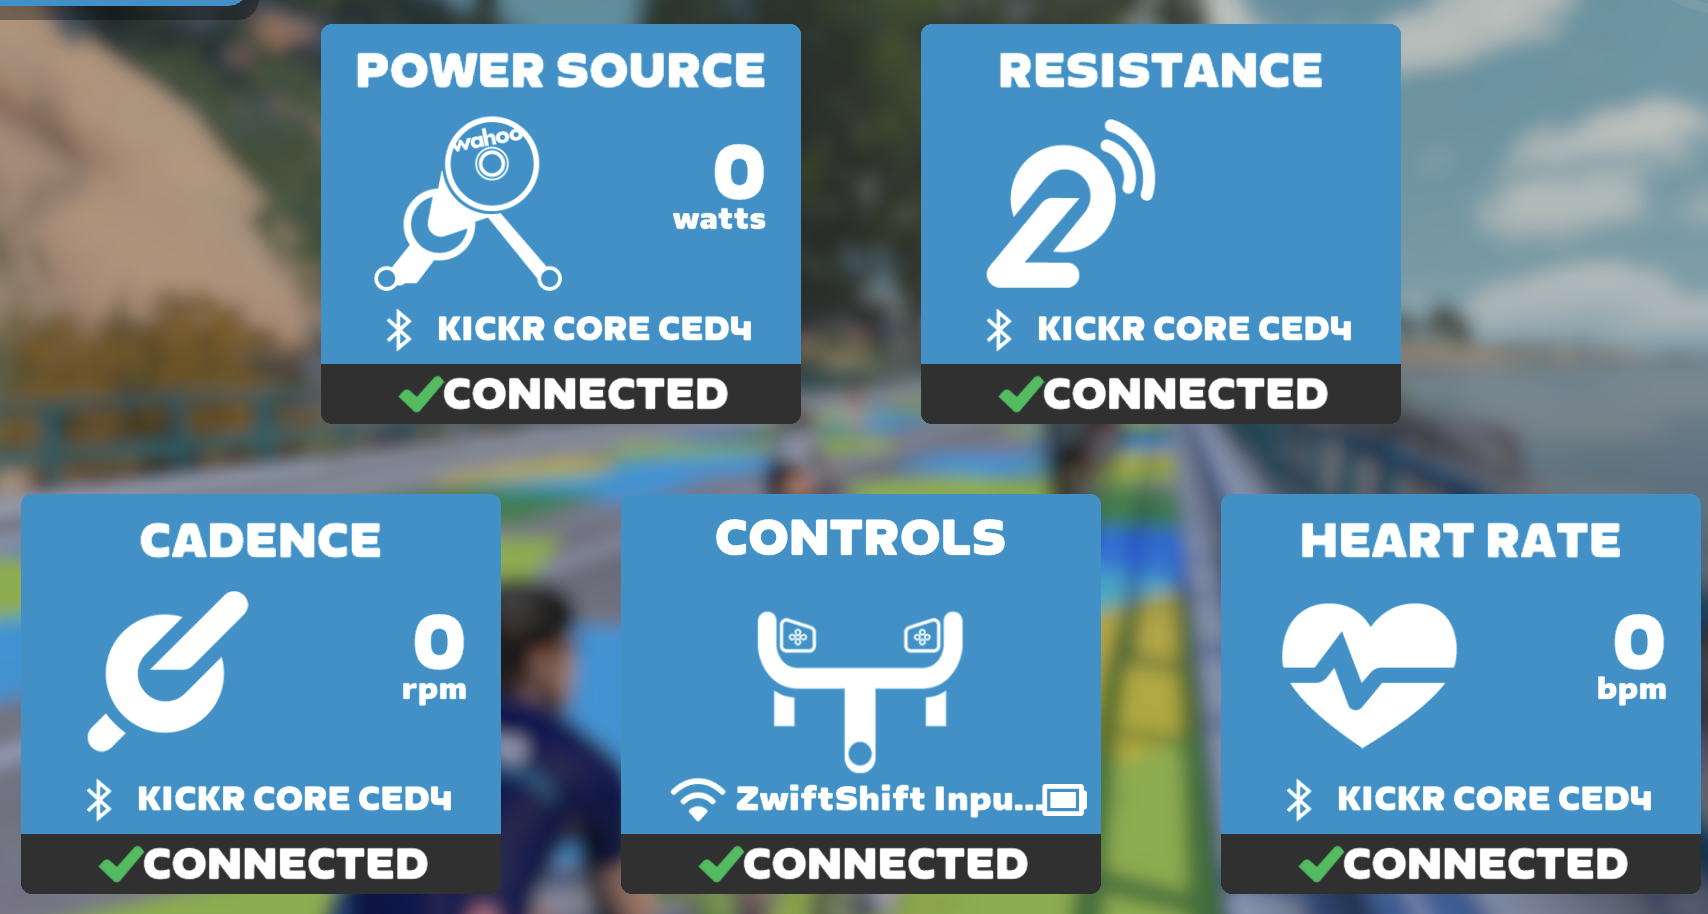 POWER SOURCE
wahoo
0
watts
KICKR CORE CED4
CONNECTED
RESISTANCE
KICKR CORE CED4
CONNECTED
CADENCE
0
rpm
KICKR CORE CED4
CONNECTED
CONTROLS
ZwiftShift Inpu...
CONNECTED
HEART RATE
0
bpm
KICKR CORE CED4
CONNECTED